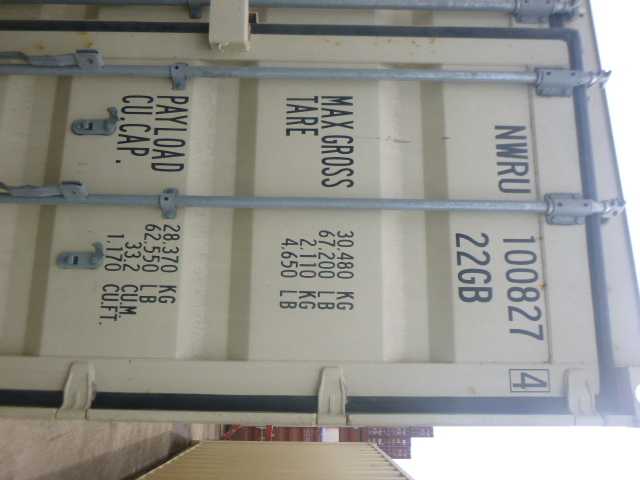 NWRU 100827 4
22GB
MAX GROSS 30.480 KG
67.200 LB
TARE 2.110 KG
4.650 LB
PAYLOAD 28.370 KG
62.550 LB
CU.CAP. 33.2 CU.M.
1.170 CU.FT.